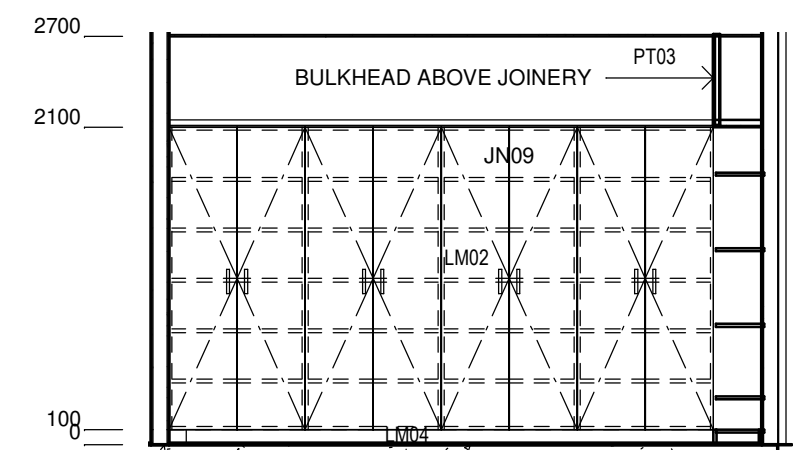 2700
PT03
BULKHEAD ABOVE JOINERY
2100
JN09
LM02
100
0
LM04